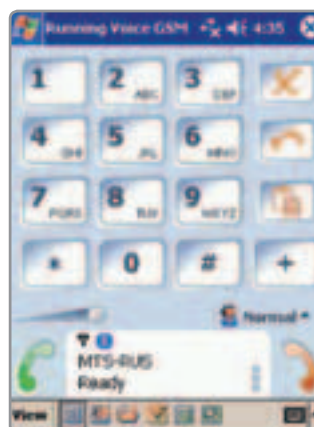 Running Voice GSM 4:35
1 2 ABC 3 DEF
4 GHI 5 JKL 6 MNO
7 PQRS 8 TUV 9 WXYZ
* 0 # +
Normal
MTS-RUS
Ready
View